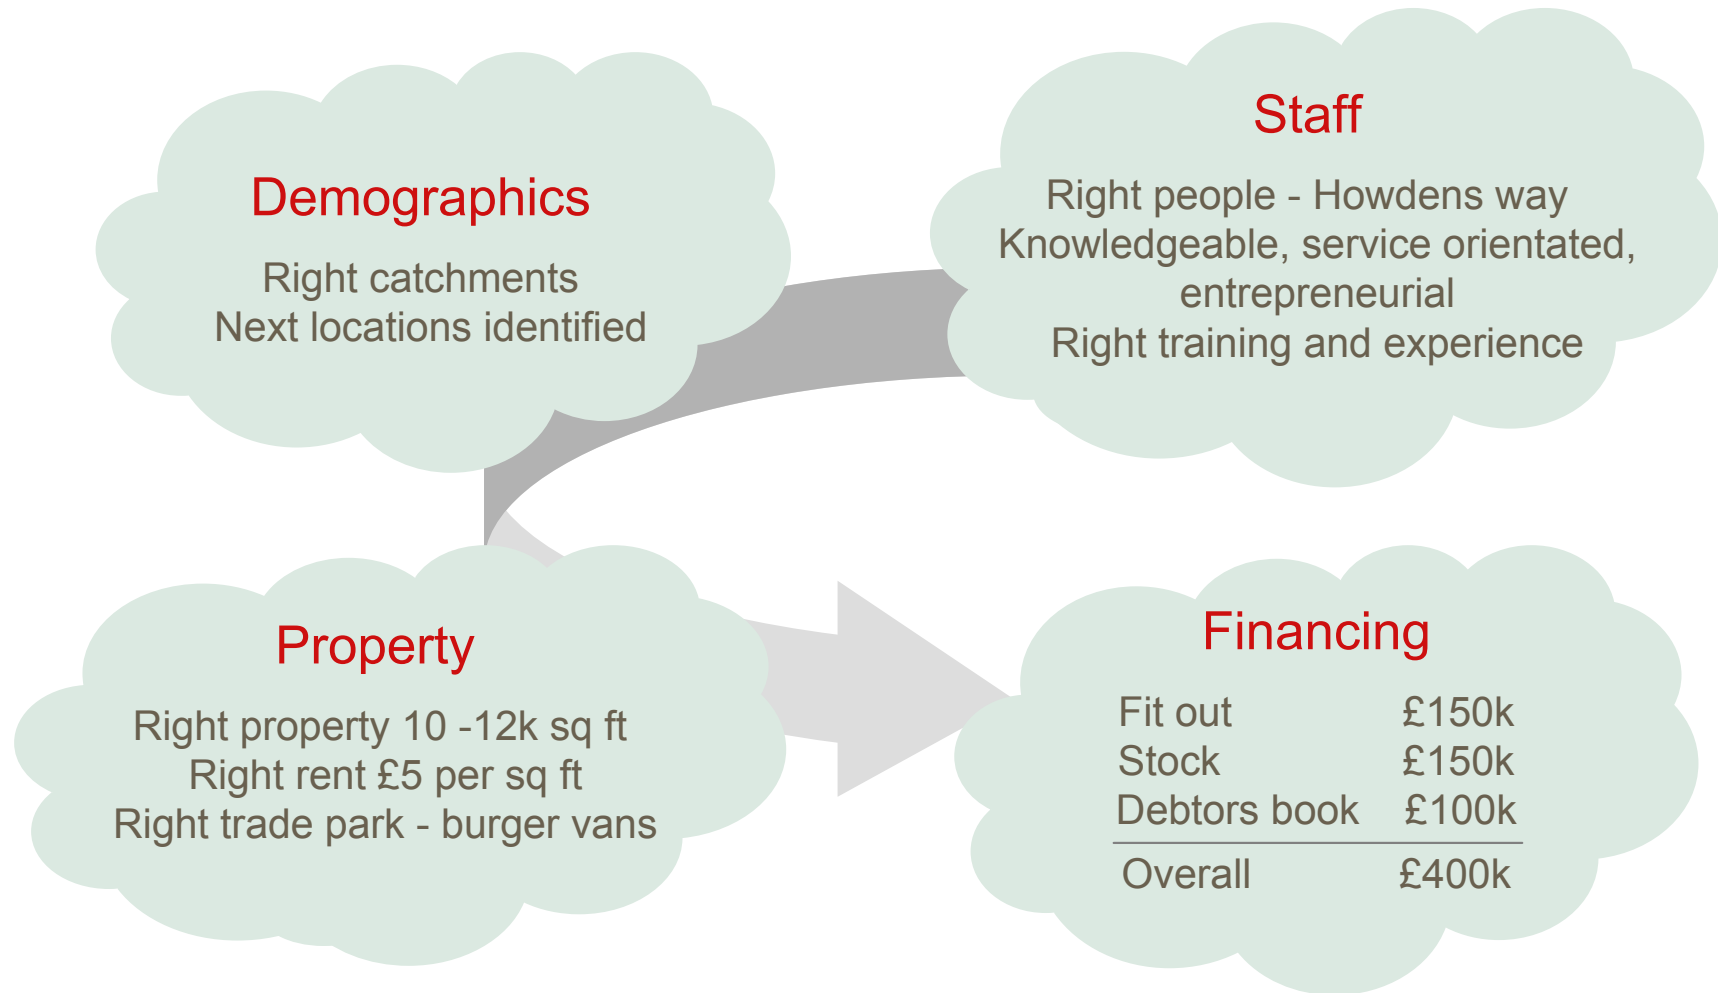 Demographics
Right catchments
Next locations identified
Staff
Right people - Howdens way
Knowledgeable, service orientated,
entrepreneurial
Right training and experience
Property
Right property 10 -12k sq ft
Right rent £5 per sq ft
Right trade park - burger vans
Financing
Fit out £150k
Stock £150k
Debtors book £100k
Overall £400k